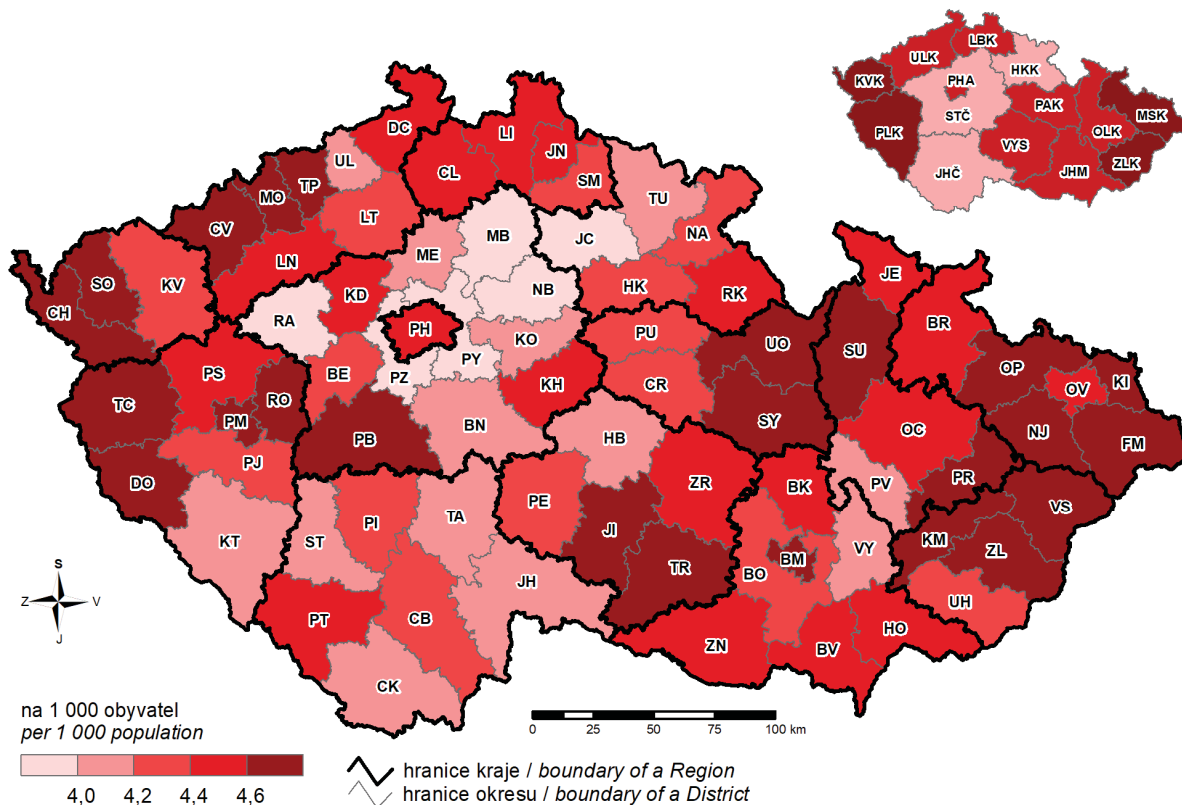 LBK
ULK
HKK
KVK
PHA
PAK
MSK
STČ
PLK
OLK
VYS
ZLK
JHČ
JHM
DC
LI
JN
UL
CL
SM
TP
MO
TU
LT
CV
MB
JC
NA
ME
LN
SO
KV
KD
NB
HK
RK
JE
CH
RA
PH
BR
KO
PU
UO
SU
PY
OP
KI
PS
BE
PZ
KH
CR
OV
TC
RO
PM
PB
BN
SY
OC
NJ
FM
HB
PJ
DO
ZR
BK
PV
PR
VS
TA
PE
PI
KT
ST
JI
VY
KM
ZL
BM
TR
BO
JH
UH
PT
CB
HO
ZN
BV
CK
S
Z V
J
na 1 000 obyvatel
per 1 000 population
4,0 4,2 4,4 4,6
0 25 50 75 100 km
hranice kraje / boundary of a Region
hranice okresu / boundary of a District